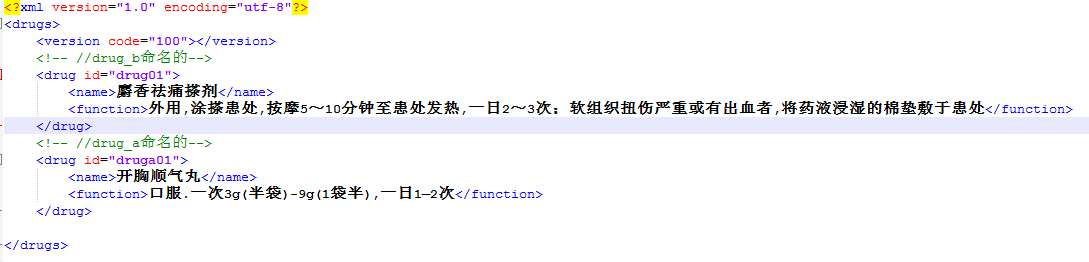 <?xml version="1.0" encoding="utf-8"?>
<drugs>
<version code="100"></version>
<!-- //drug_b命名的-->
<drug id="drug01">
<name>麝香祛痛搽剂</name>
<function>外用,涂搽患处,按摩5～10分钟至患处发热,一日2～3次; 软组织扭伤严重或有出血者,将药液浸湿的棉垫敷于患处</function>
</drug>
<!-- //drug_a命名的-->
<drug id="druga01">
<name>开胸顺气丸</name>
<function>口服.一次3g(半袋)-9g(1袋半),一日1—2次</function>
</drug>
</drugs>